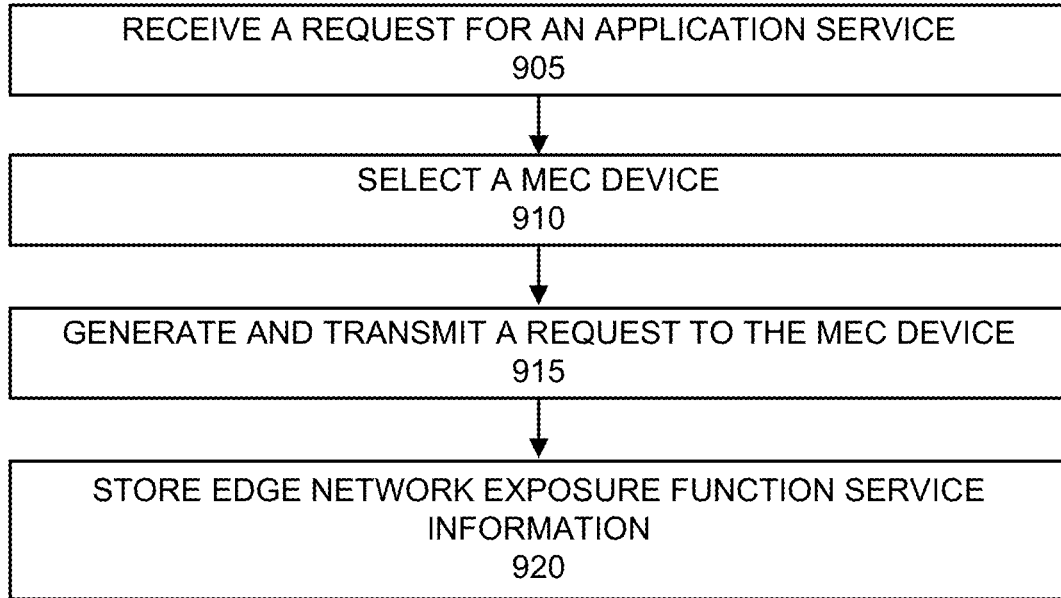 RECEIVE A REQUEST FOR AN APPLICATION SERVICE
905
SELECT A MEC DEVICE
910
GENERATE AND TRANSMIT A REQUEST TO THE MEC DEVICE
915
STORE EDGE NETWORK EXPOSURE FUNCTION SERVICE
INFORMATION
920